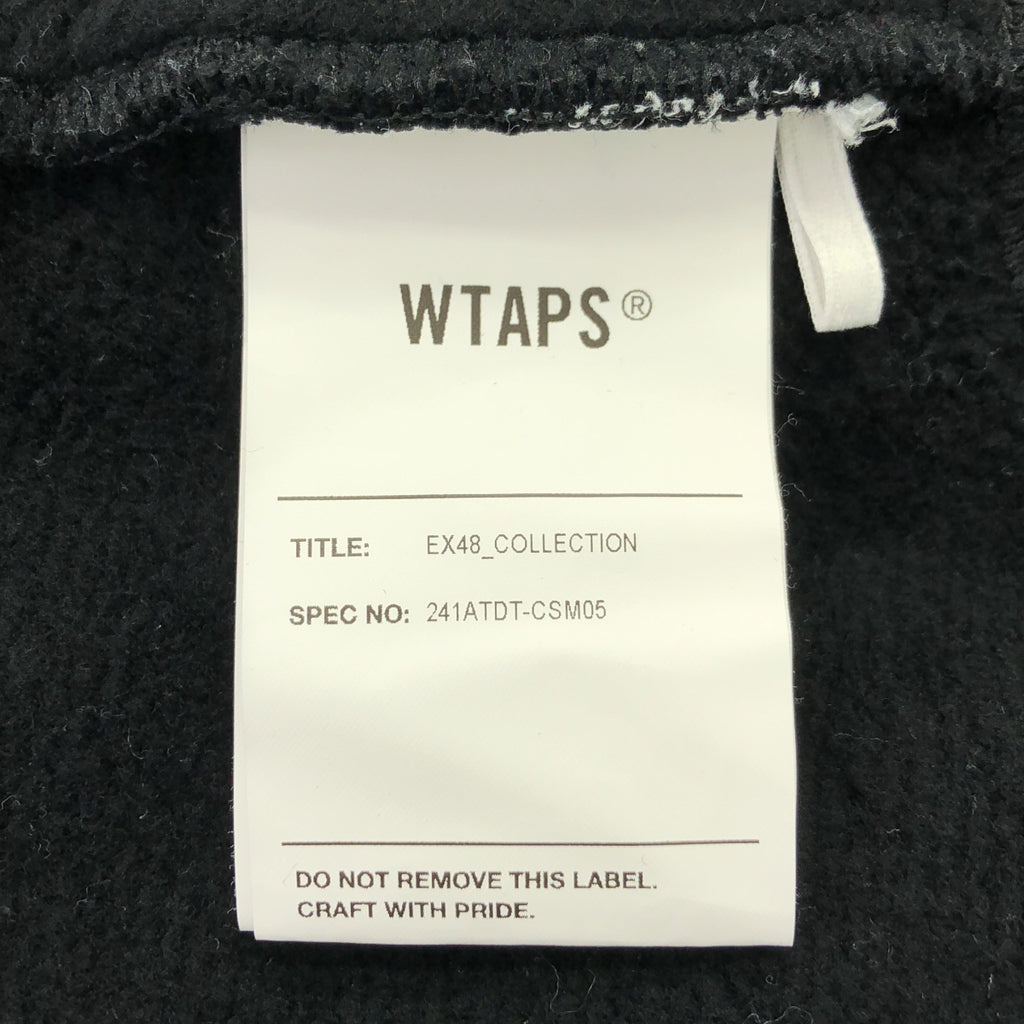 WTAPS®
TITLE: EX48_COLLECTION
SPEC NO: 241ATDT-CSM05
DO NOT REMOVE THIS LABEL.
CRAFT WITH PRIDE.